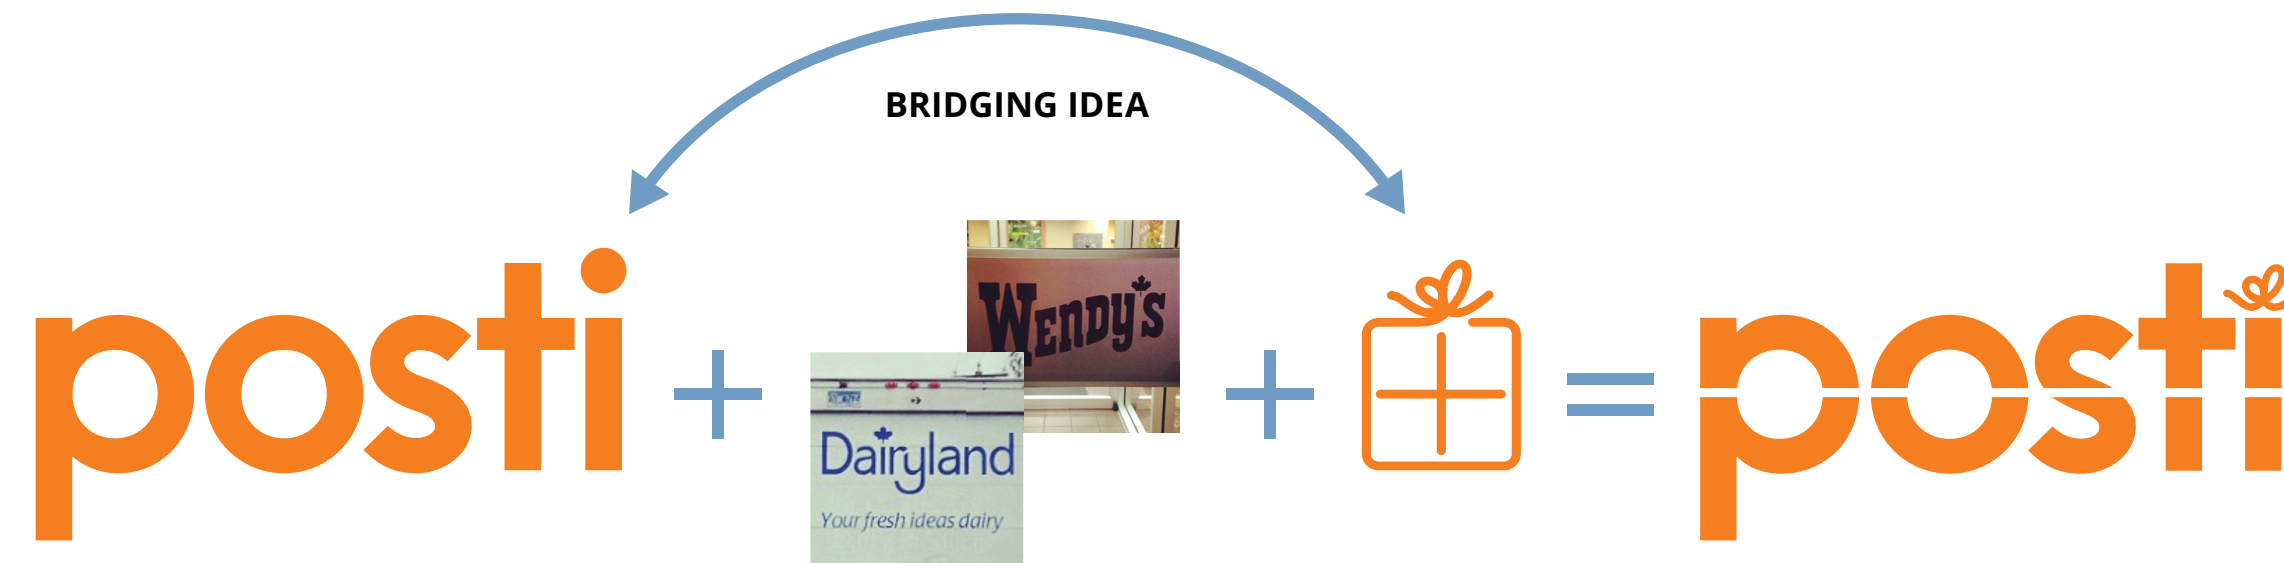 BRIDGING IDEA
posti
Wendy's
Dairyland
Your fresh ideas dairy
posti